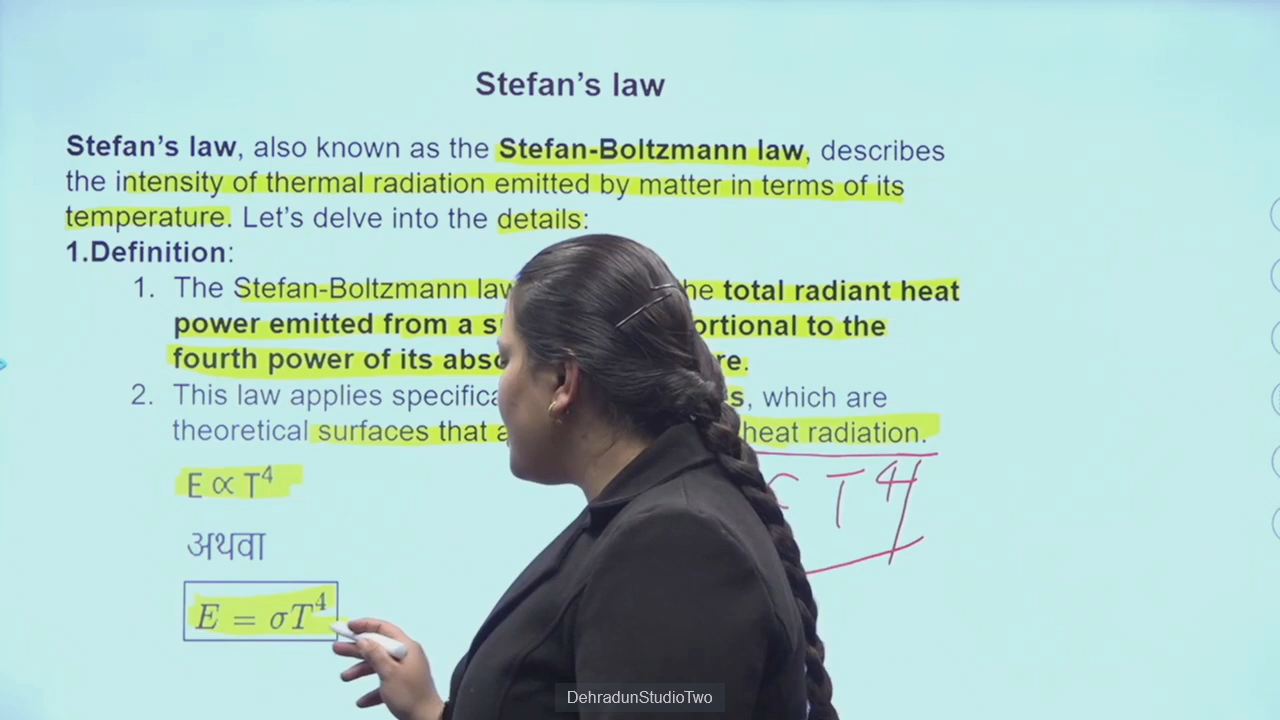 Stefan’s law
Stefan’s law, also known as the Stefan-Boltzmann law, describes
the intensity of thermal radiation emitted by matter in terms of its
temperature. Let’s delve into the details:
1.Definition:
1. The Stefan-Boltzmann total radiant heat
power emitted from a to the
fourth power of its
2. This law applies which are
theoretical surfaces that heat radiation.
E ∝ T⁴
T 4
अथवा
E = σT⁴
DehradunStudioTwo